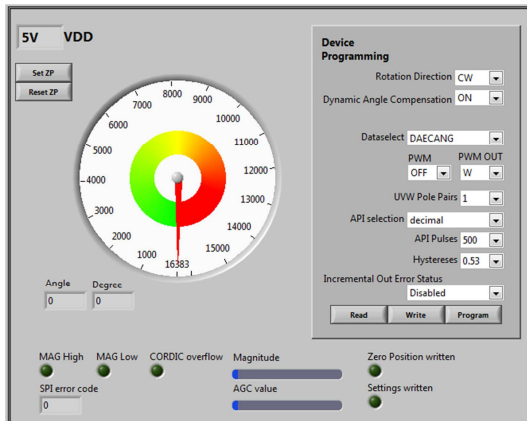 5V VDD
Set ZP
Reset ZP
8000
7000 9000
6000 10000
5000 11000
4000 12000
3000 13000
2000 14000
1000 15000
16383
Angle Degree
0 0
Device
Programming
Rotation Direction CW
Dynamic Angle Compensation ON
Dataselect DAECANG
PWM PWM OUT
OFF W
UVW Pole Pairs 1
API selection decimal
API Pulses 500
Hystereses 0.53
Incremental Out Error Status
Disabled
Read Write Program
MAG High MAG Low CORDIC overflow Magnitude Zero Position written
SPI error code AGC value Settings written
0